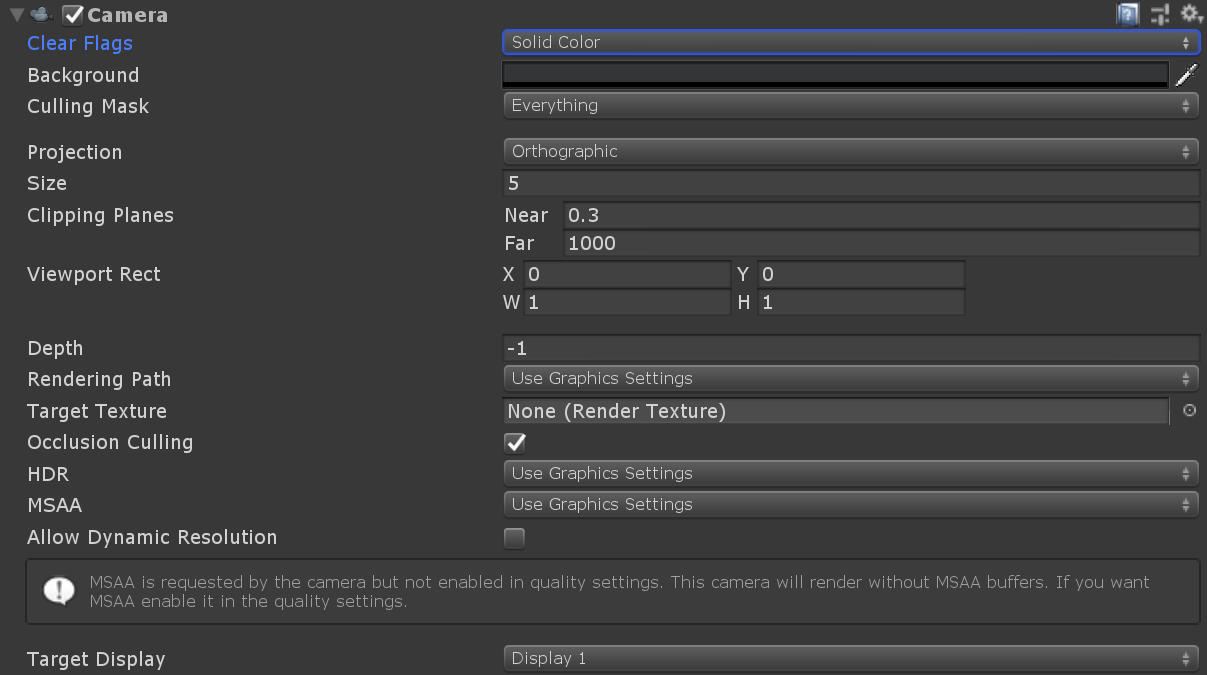 Camera
Clear Flags Solid Color
Background
Culling Mask Everything
Projection Orthographic
Size 5
Clipping Planes Near 0.3
Far 1000
Viewport Rect X 0 Y 0
W 1 H 1
Depth -1
Rendering Path Use Graphics Settings
Target Texture None (Render Texture)
Occlusion Culling
HDR Use Graphics Settings
MSAA Use Graphics Settings
Allow Dynamic Resolution
MSAA is requested by the camera but not enabled in quality settings. This camera will render without MSAA buffers. If you want
MSAA enable it in the quality settings.
Target Display Display 1